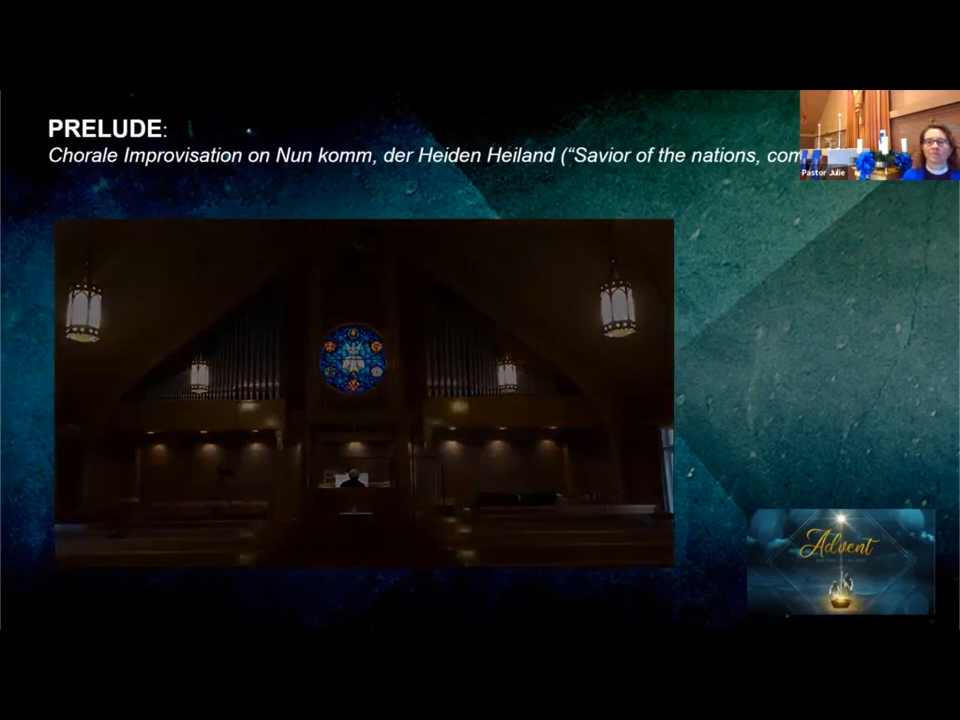 PRELUDE:
Chorale Improvisation on Nun komm, der Heiden Heiland (“Savior of the nations, com
Pastor Julie
Advent